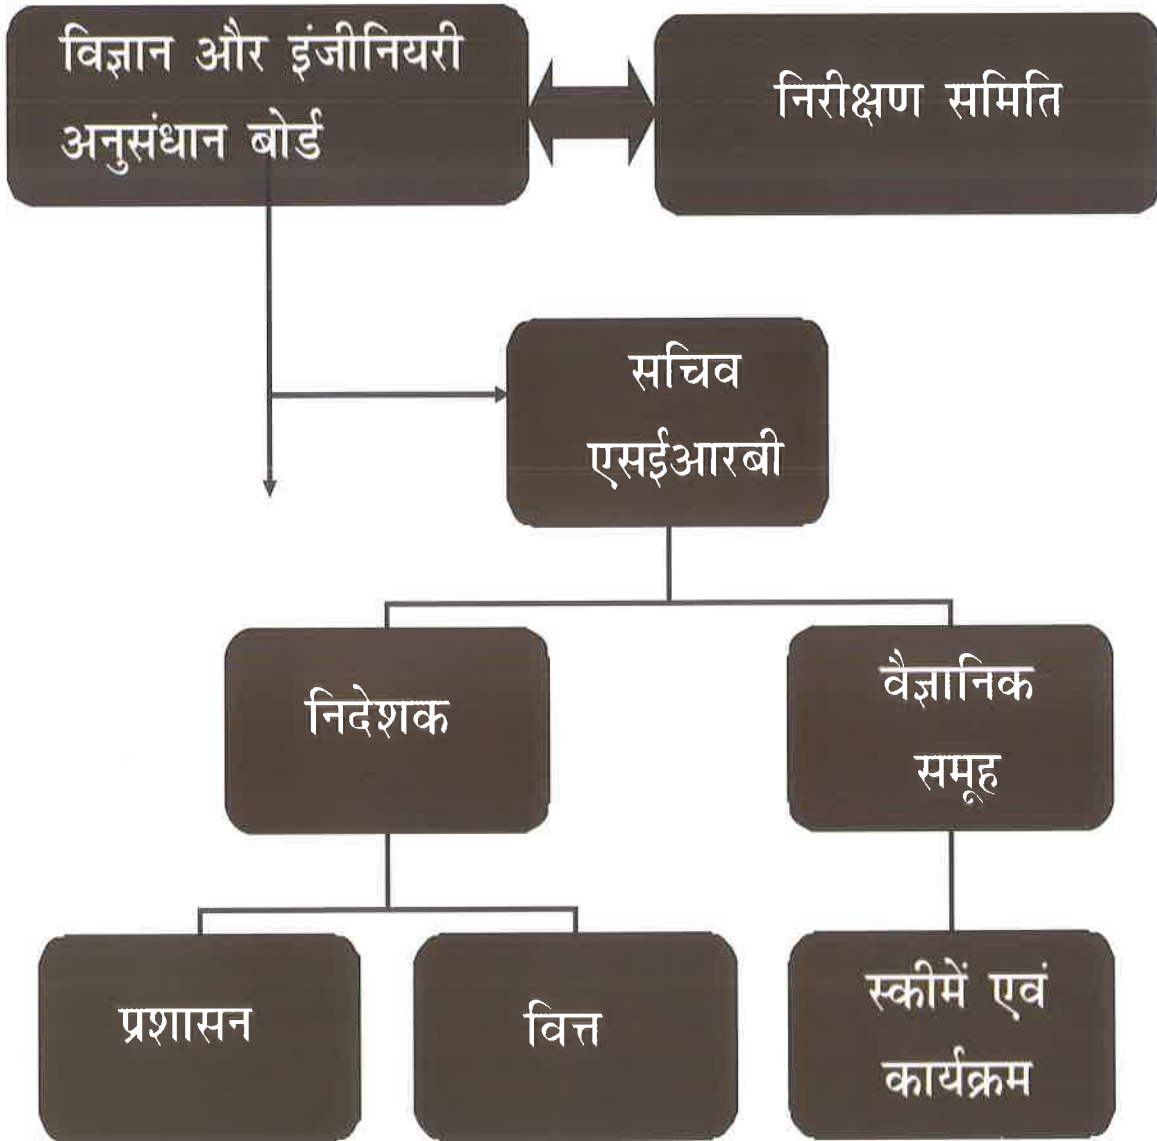 विज्ञान और इंजीनियरी
अनुसंधान बोर्ड
निरीक्षण समिति
सचिव
एसईआरबी
निदेशक
वैज्ञानिक
समूह
प्रशासन
वित्त
स्कीमें एवं
कार्यक्रम